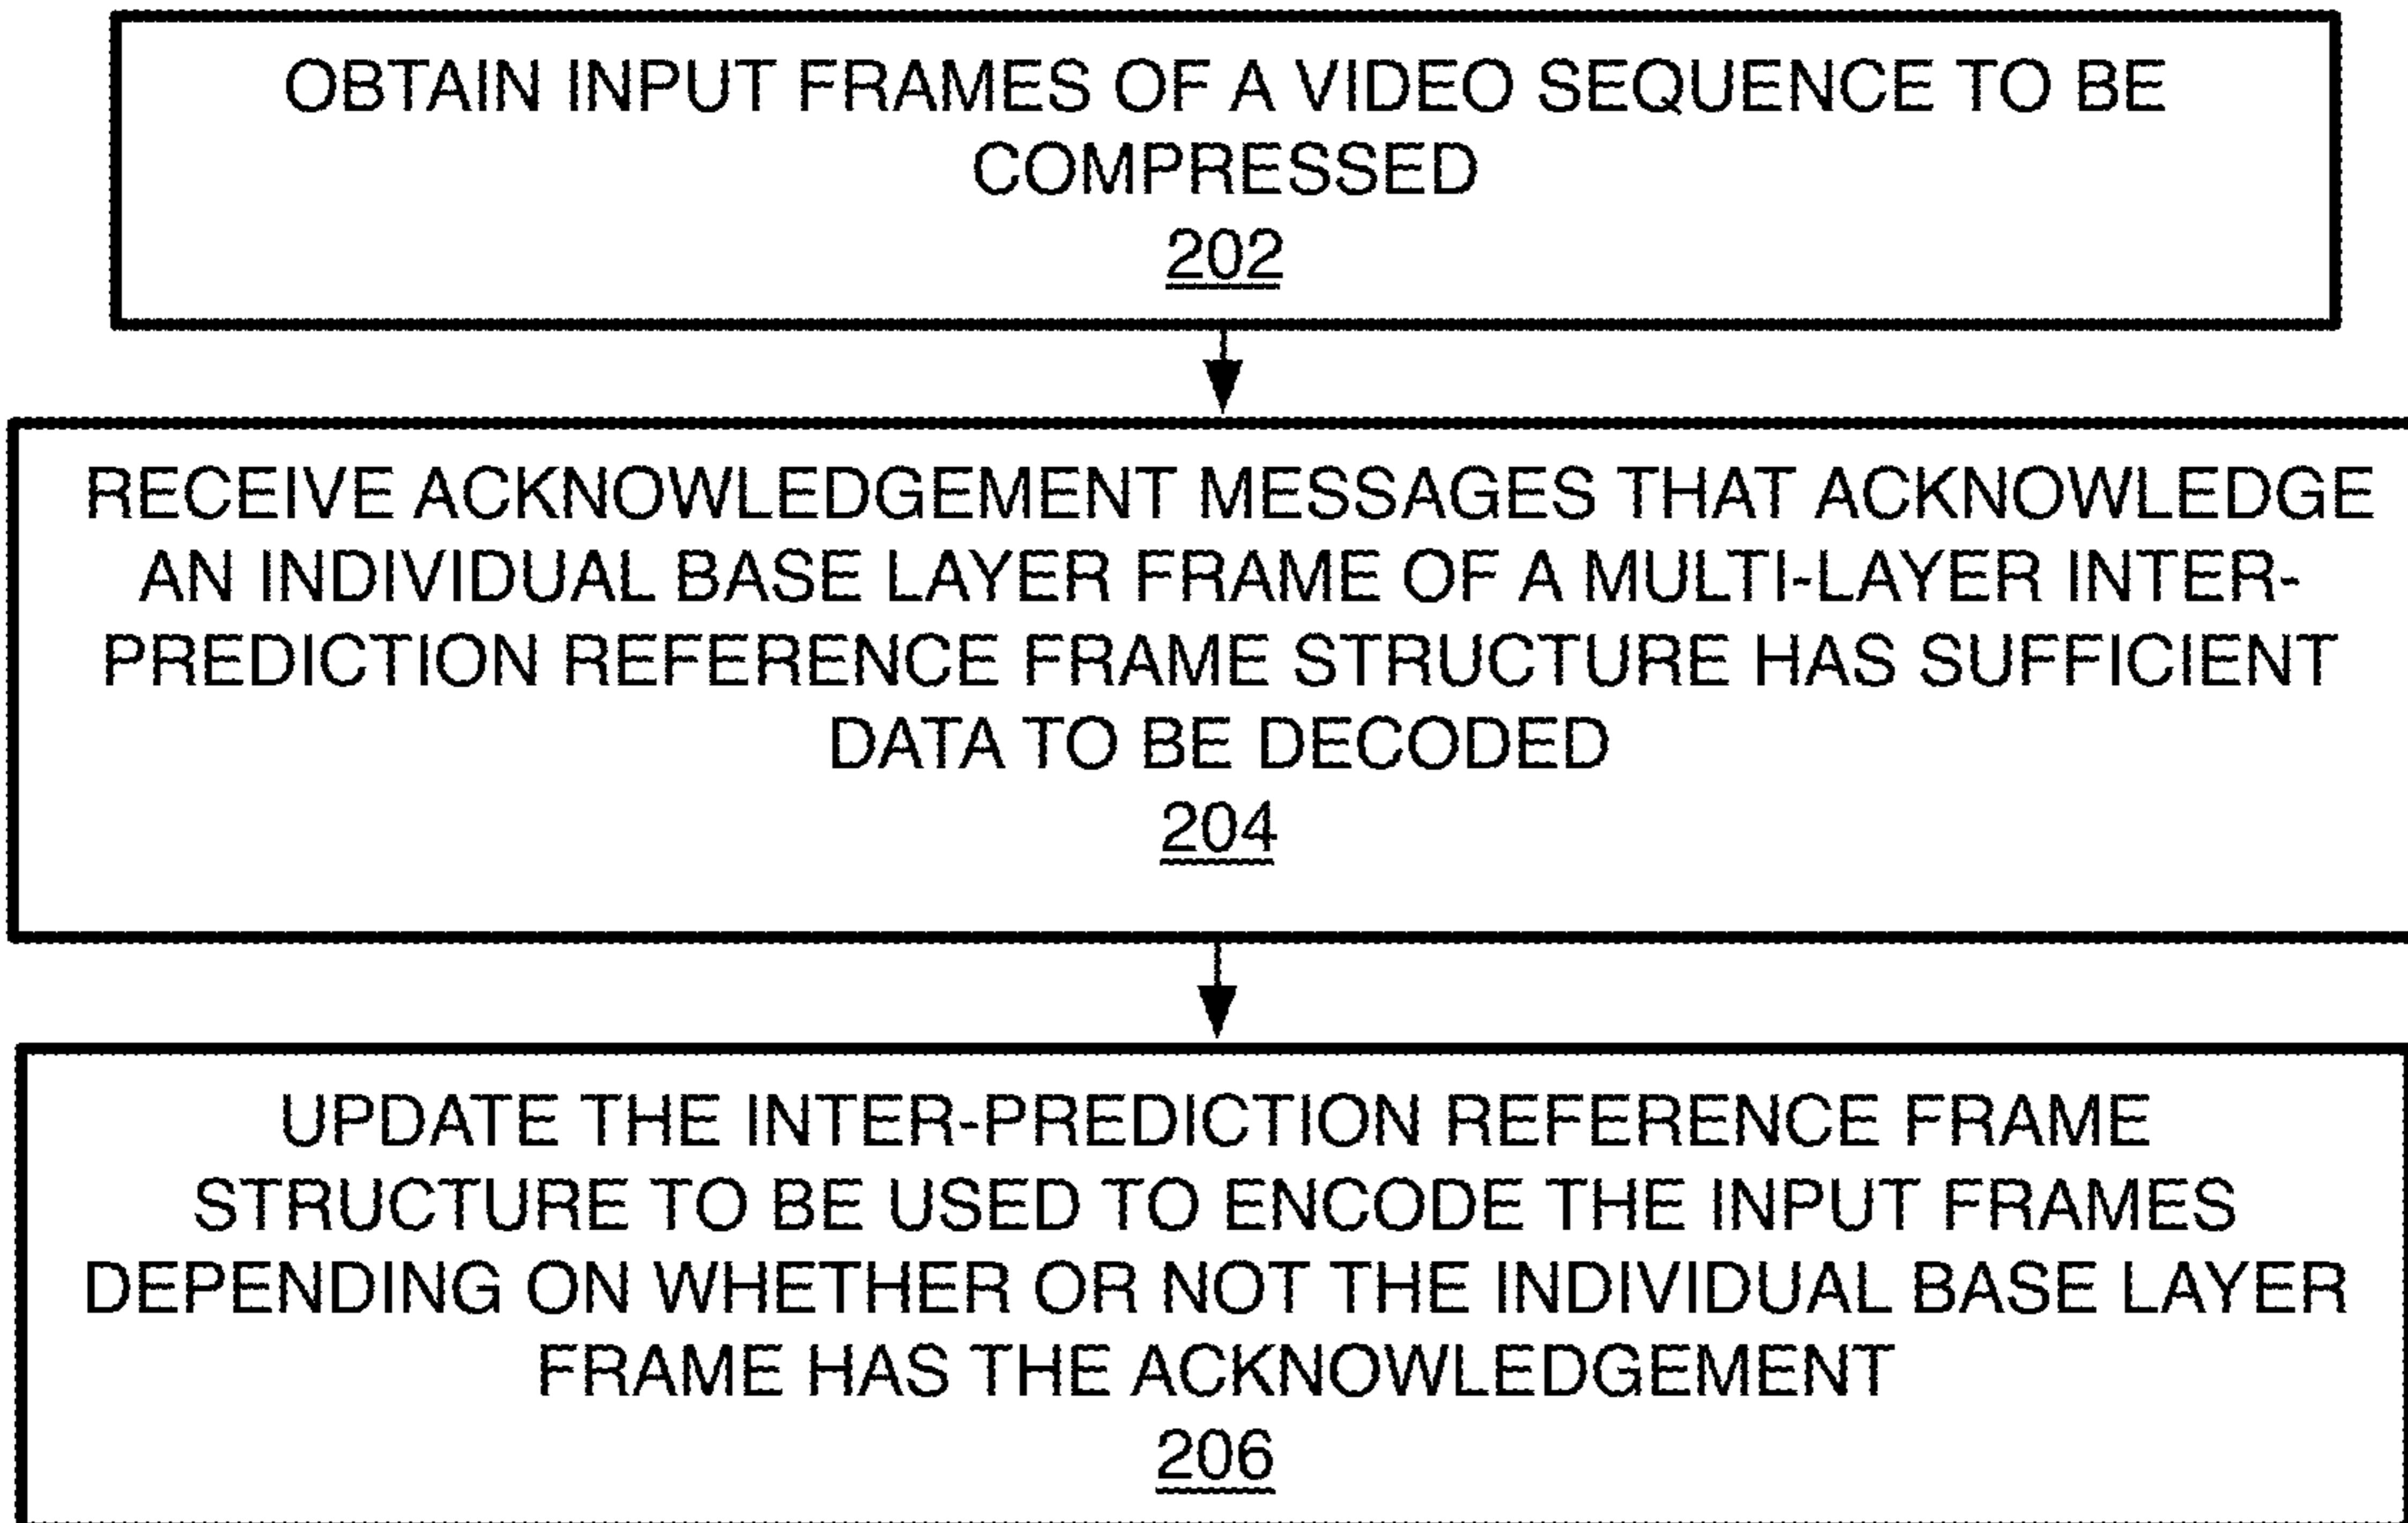 OBTAIN INPUT FRAMES OF A VIDEO SEQUENCE TO BE
COMPRESSED
202
RECEIVE ACKNOWLEDGEMENT MESSAGES THAT ACKNOWLEDGE
AN INDIVIDUAL BASE LAYER FRAME OF A MULTI-LAYER INTER-
PREDICTION REFERENCE FRAME STRUCTURE HAS SUFFICIENT
DATA TO BE DECODED
204
UPDATE THE INTER-PREDICTION REFERENCE FRAME
STRUCTURE TO BE USED TO ENCODE THE INPUT FRAMES
DEPENDING ON WHETHER OR NOT THE INDIVIDUAL BASE LAYER
FRAME HAS THE ACKNOWLEDGEMENT
206